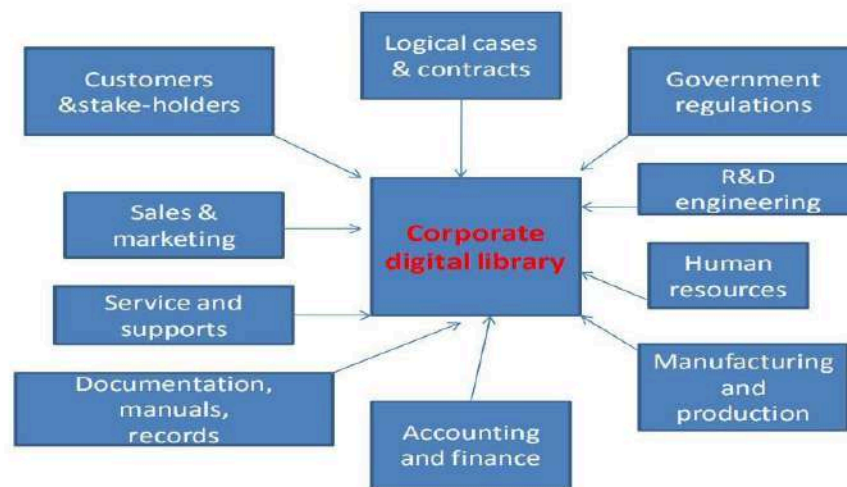 Logical cases
& contracts
Customers
&stake-holders
Government
regulations
R&D
engineering
Sales &
marketing
Corporate
digital library
Human
resources
Service and
supports
Documentation,
manuals,
records
Accounting
and finance
Manufacturing
and
production